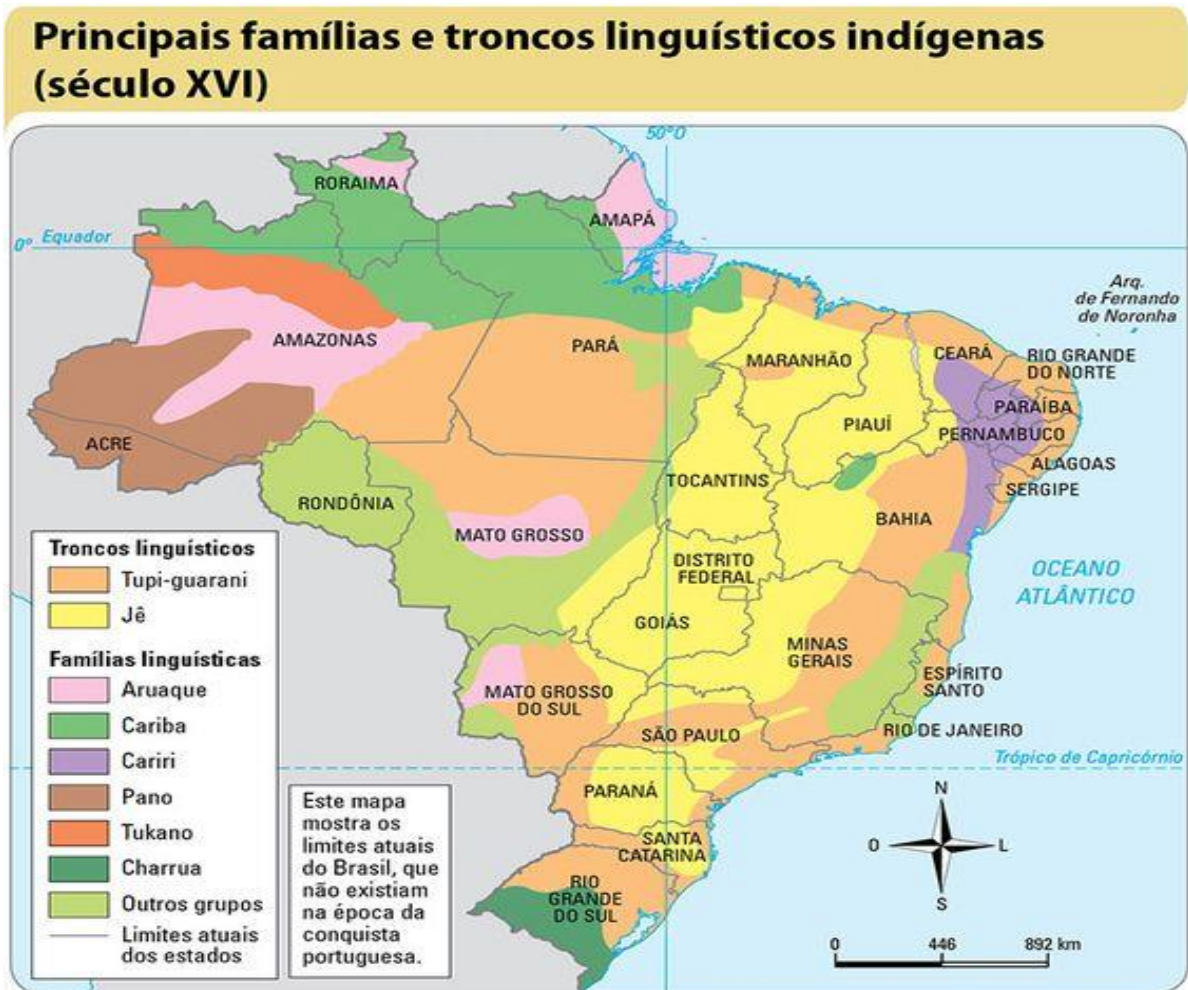 Principais famílias e troncos linguísticos indígenas
(século XVI)
50°O
RORAIMA
AMAPÁ
0° Equador
Arq.
de Fernando
de Noronha
AMAZONAS
PARÁ
MARANHÃO
CEARÁ
RIO GRANDE
DO NORTE
PARAÍBA
PIAUÍ
PERNAMBUCO
ACRE
ALAGOAS
TOCANTINS
SERGIPE
RONDÔNIA
BAHIA
MATO GROSSO
DISTRITO
FEDERAL
OCEANO
ATLÂNTICO
GOIÁS
MINAS
GERAIS
ESPÍRITO
SANTO
MATO GROSSO
DO SUL
SÃO PAULO
RIO DE JANEIRO
Trópico de Capricórnio
PARANÁ
SANTA
CATARINA
RIO
GRANDE
DO SUL
Troncos linguísticos
Tupi-guarani
Jê
Famílias linguísticas
Aruaque
Cariba
Cariri
Pano
Tukano
Charrua
Outros grupos
Limites atuais
dos estados
Este mapa
mostra os
limites atuais
do Brasil, que
não existiam
na época da
conquista
portuguesa.
N
O
L
S
0 446 892 km